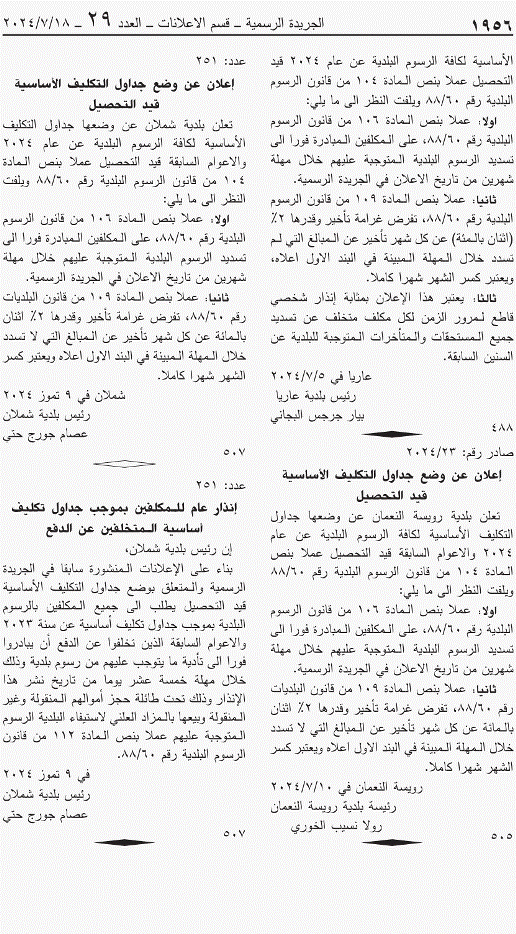 ١٩٥٦
الجريدة الرسمية ـ قسم الاعلانات ـ العدد ٢٩ ـ ٢٠٢٤/٧/١٨
الأساسية لكافة الرسوم البلدية عن عام ٢٠٢٤ قيد
التحصيل عملا بنص المادة ١٠٤ من قانون الرسوم
البلدية رقم ٨٨/٦٠ ويلفت النظر الى ما يلي:
اولا: عملا بنص المادة ١٠٦ من قانون الرسوم
البلدية رقم ٨٨/٦٠، على المكلفين المبادرة فورا الى
تسديد الرسوم البلدية المتوجبة عليهم خلال مهلة
شهرين من تاريخ الاعلان في الجريدة الرسمية.
ثانيا: عملا بنص المادة ١٠٩ من قانون الرسوم
البلدية رقم ٨٨/٦٠، تفرض غرامة تأخير وقدرها ٢٪
(اثنان بالمئة) عن كل شهر تأخير عن المبالغ التي لم
تسدد خلال المهلة المبينة في البند الاول اعلاه،
ويعتبر كسر الشهر شهرا كاملا.
ثالثا: يعتبر هذا الإعلان بمثابة إنذار شخصي
قاطع لمرور الزمن لكل مكلف متخلف عن تسديد
جميع المستحقات والمتأخرات المتوجبة للبلدية عن
السنين السابقة.
عاريا في ٢٠٢٤/٧/٥
رئيس بلدية عاريا
بيار جرجس البجاني
٤٨٨
صادر رقم: ٢٠٢٤/٢٣
إعلان عن وضع جداول التكليف الأساسية
قيد التحصيل
تعلن بلدية رويسة النعمان عن وضعها جداول
التكليف الأساسية لكافة الرسوم البلدية عن عام
٢٠٢٤ والاعوام السابقة قيد التحصيل عملا بنص
المادة ١٠٤ من قانون الرسوم البلدية رقم ٨٨/٦٠
ويلفت النظر الى ما يلي:
اولا: عملا بنص المادة ١٠٦ من قانون الرسوم
البلدية رقم ٨٨/٦٠، على المكلفين المبادرة فورا الى
تسديد الرسوم البلدية المتوجبة عليهم خلال مهلة
شهرين من تاريخ الاعلان في الجريدة الرسمية.
ثانيا: عملا بنص المادة ١٠٩ من قانون البلديات
رقم ٨٨/٦٠، تفرض غرامة تأخير وقدرها ٢٪ اثنان
بالمائة عن كل شهر تأخير عن المبالغ التي لا تسدد
خلال المهلة المبينة في البند الاول اعلاه ويعتبر كسر
الشهر شهرا كاملا.
رويسة النعمان في ٢٠٢٤/٧/١٠
رئيسة بلدية رويسة النعمان
رولا نسيب الخوري
٥٠٥
عدد: ٢٥١
إعلان عن وضع جداول التكليف الأساسية
قيد التحصيل
تعلن بلدية شملان عن وضعها جداول التكليف
الأساسية لكافة الرسوم البلدية عن عام ٢٠٢٤
والاعوام السابقة قيد التحصيل عملا بنص المادة
١٠٤ من قانون الرسوم البلدية رقم ٨٨/٦٠ ويلفت
النظر الى ما يلي:
اولا: عملا بنص المادة ١٠٦ من قانون الرسوم
البلدية رقم ٨٨/٦٠، على المكلفين المبادرة فورا الى
تسديد الرسوم البلدية المتوجبة عليهم خلال مهلة
شهرين من تاريخ الاعلان في الجريدة الرسمية.
ثانيا: عملا بنص المادة ١٠٩ من قانون البلديات
رقم ٨٨/٦٠، تفرض غرامة تأخير وقدرها ٢٪ اثنان
بالمائة عن كل شهر تأخير عن المبالغ التي لا تسدد
خلال المهلة المبينة في البند الاول اعلاه ويعتبر كسر
الشهر شهرا كاملا.
شملان في ٩ تموز ٢٠٢٤
رئيس بلدية شملان
عصام جورج حتي
٥٠٧
عدد: ٢٥١
إنذار عام للمكلفين بموجب جداول تكليف
أساسية المتخلفين عن الدفع
إن رئيس بلدية شملان،
بناء على الإعلانات المنشورة سابقا في الجريدة
الرسمية والمتعلق بوضع جداول التكليف الأساسية
قيد التحصيل يطلب الى جميع المكلفين بالرسوم
البلدية بموجب جداول تكليف أساسية عن سنة ٢٠٢٣
والاعوام السابقة الذين تخلفوا عن الدفع أن يبادروا
فورا الى تأدية ما يتوجب عليهم من رسوم بلدية وذلك
خلال مهلة خمسة عشر يوما من تاريخ نشر هذا
الإنذار وذلك تحت طائلة حجز أموالهم المنقولة وغير
المنقولة وبيعها بالمزاد العلني لاستيفاء البلدية الرسوم
المتوجبة عليهم عملا بنص المادة ١١٢ من قانون
الرسوم البلدية رقم ٨٨/٦٠.
في ٩ تموز ٢٠٢٤
رئيس بلدية شملان
عصام جورج حتي
٥٠٧